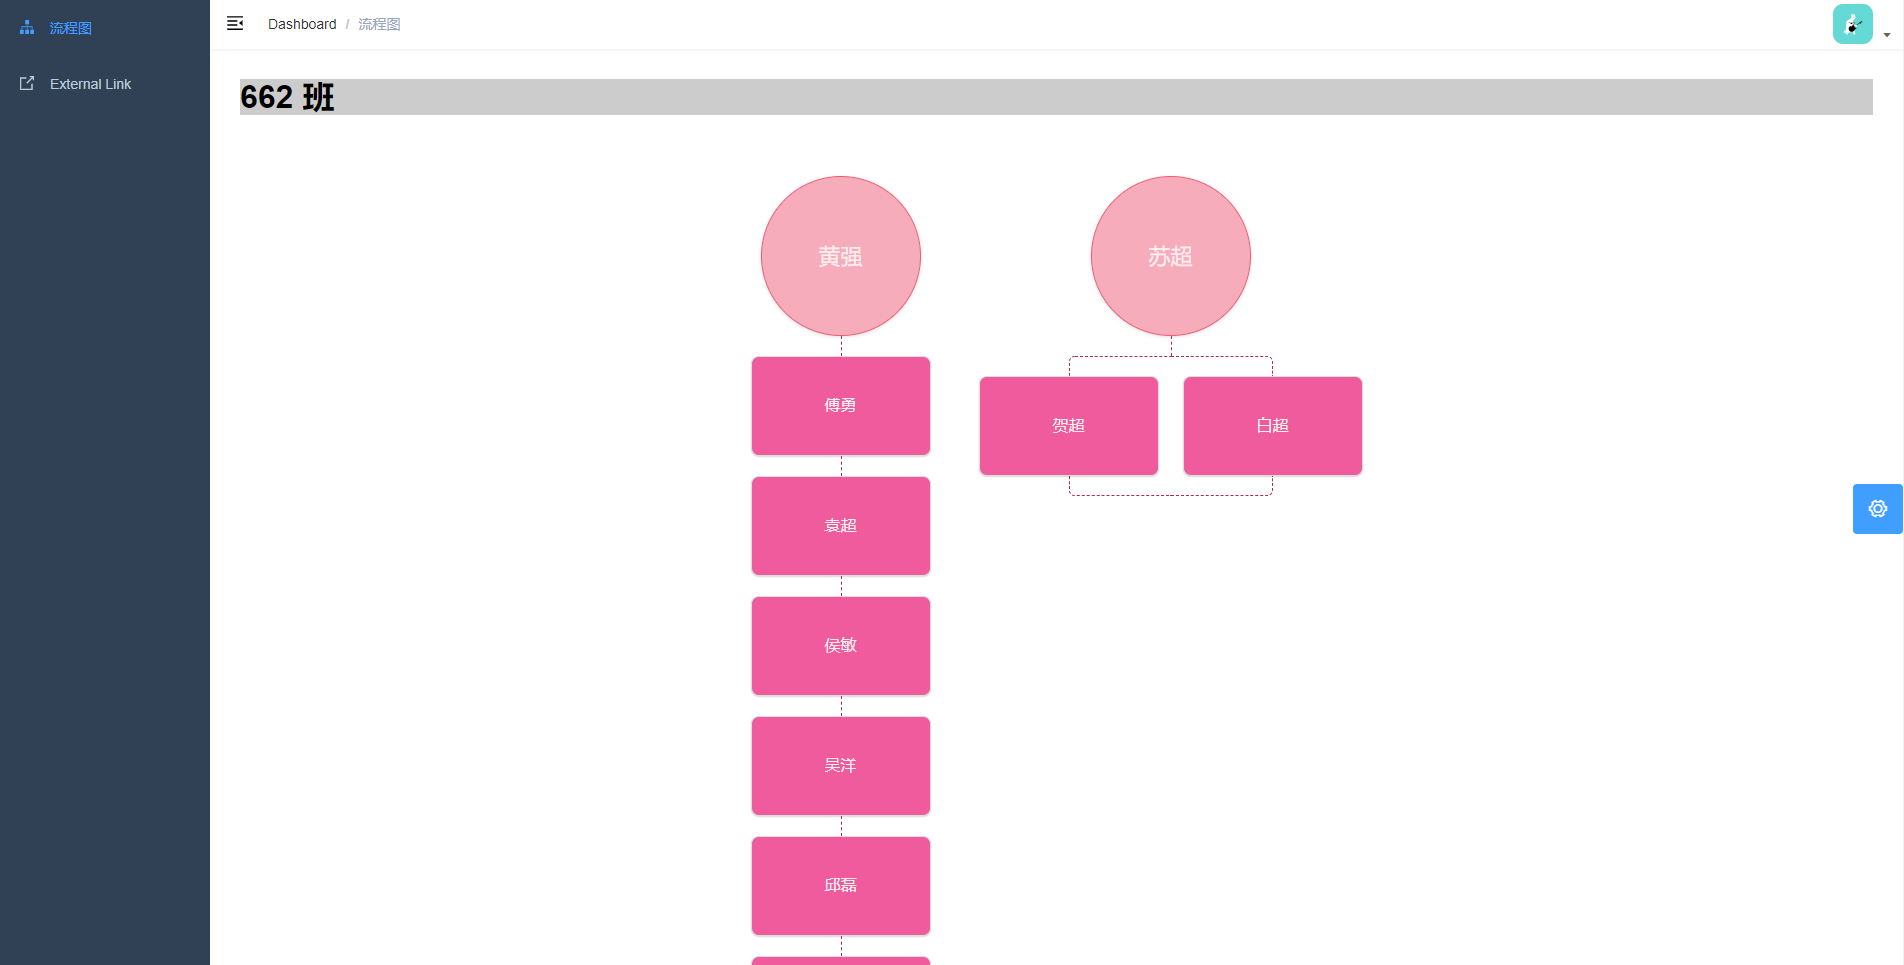 流程图
External Link
Dashboard / 流程图
662 班
黄强
苏超
傅勇
贺超
白超
袁超
侯敏
吴洋
邱磊